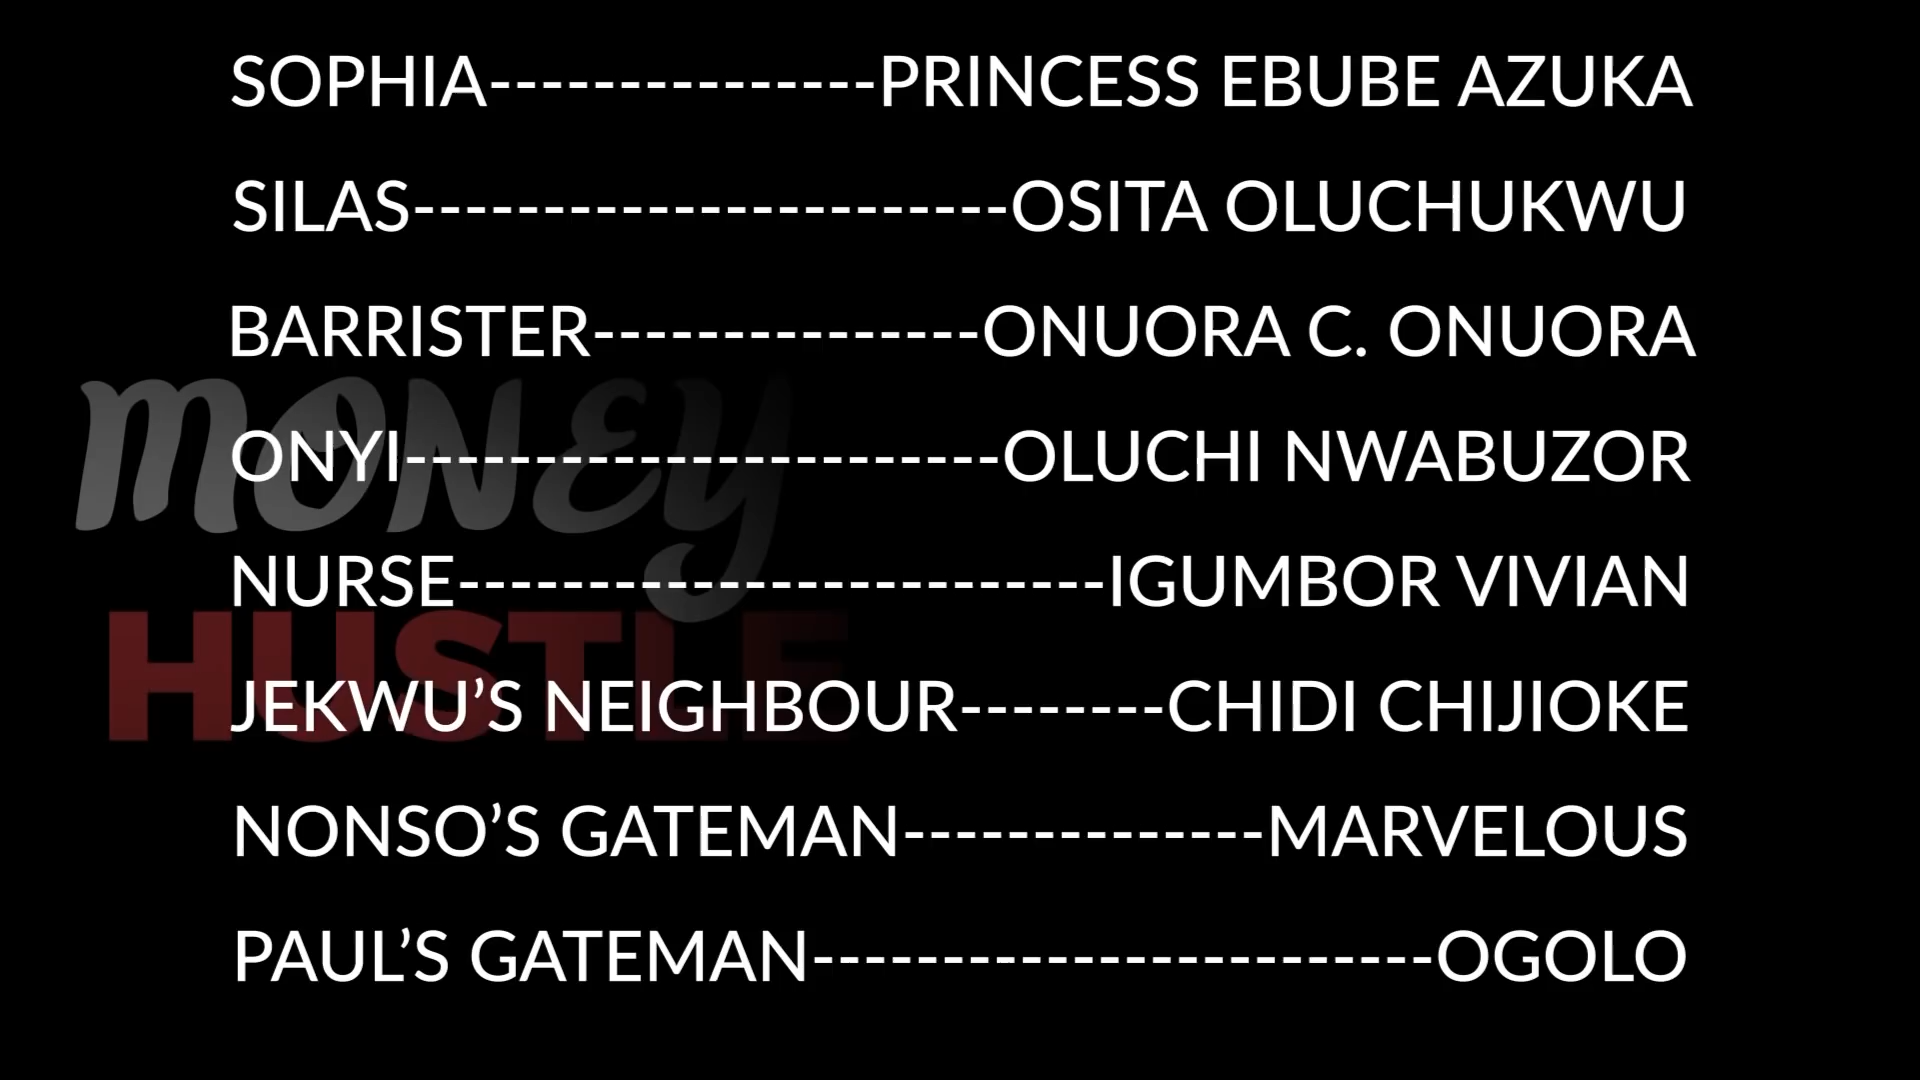 SOPHIA---------------PRINCESS EBUBE AZUKA
SILAS-----------------------OSITA OLUCHUKWU
BARRISTER---------------ONUORA C. ONUORA
MONEY
ONYI-----------------------OLUCHI NWABUZOR
NURSE-------------------------IGUMBOR VIVIAN
HUSTLE
JEKWU’S NEIGHBOUR--------CHIDI CHIJIOKE
NONSO’S GATEMAN--------------MARVELOUS
PAUL’S GATEMAN------------------------OGOLO